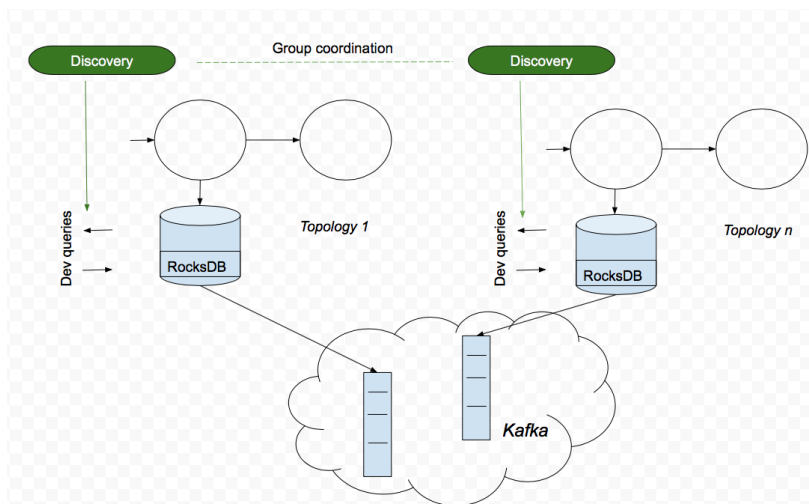 Group coordination
Discovery
Discovery
Topology 1
Topology n
Dev queries
Dev queries
RocksDB
RocksDB
Kafka